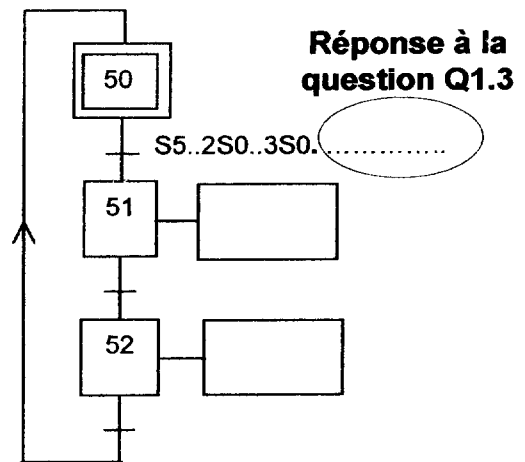 Réponse à la
question Q1.3
50
S5..2S0..3S0................
51
52